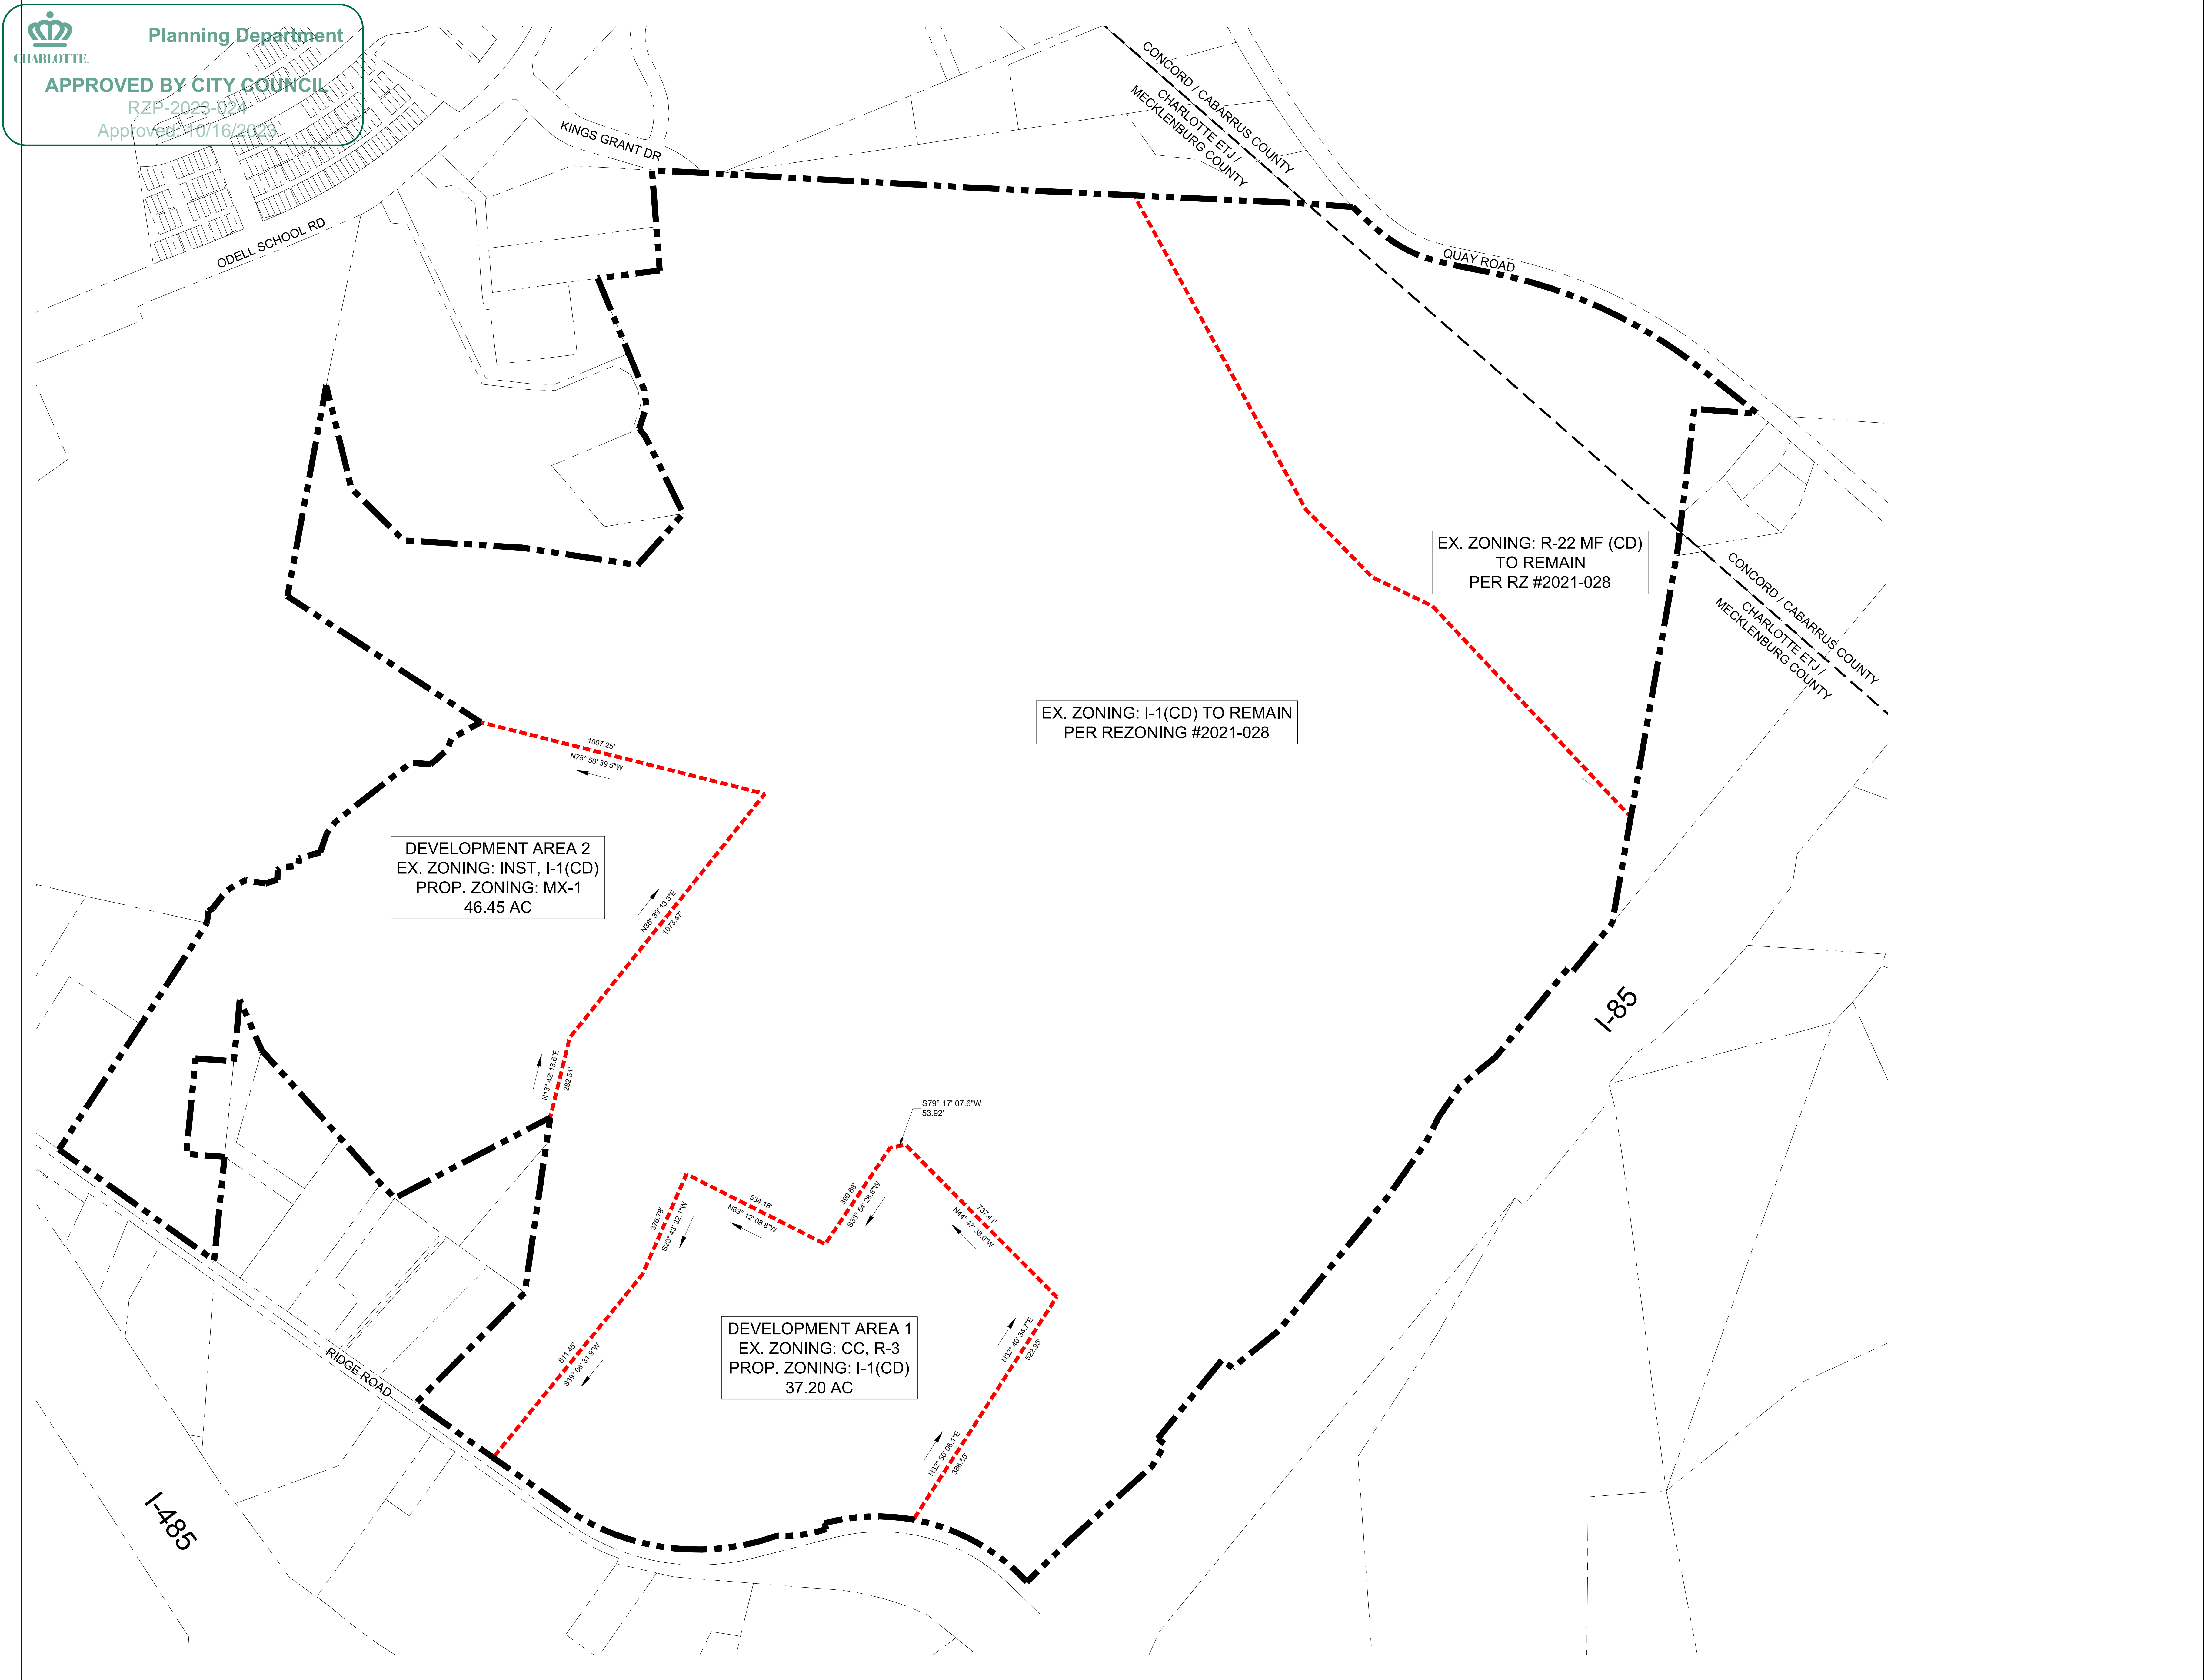 CHARLOTTE.
Planning Department
APPROVED BY CITY COUNCIL
RZP-2023-024
Approved: 10/16/2023
KINGS GRANT DR
ODELL SCHOOL RD
CONCORD / CABARRUS COUNTY
CHARLOTTE ETJ /
MECKLENBURG COUNTY
QUAY ROAD
EX. ZONING: R-22 MF (CD)
TO REMAIN
PER RZ #2021-028
CONCORD / CABARRUS COUNTY
CHARLOTTE ETJ /
MECKLENBURG COUNTY
EX. ZONING: I-1(CD) TO REMAIN
PER REZONING #2021-028
1007.25'
N75° 50' 39.5"W
DEVELOPMENT AREA 2
EX. ZONING: INST, I-1(CD)
PROP. ZONING: MX-1
46.45 AC
N38° 39' 13.3"E
1073.47'
I-85
N13° 42' 13.6"E
282.51'
S79° 17' 07.6"W
53.92'
534.18'
N63° 12' 08.8"W
399.68'
S33° 54' 28.8"W
737.41'
N44° 47' 38.0"W
376.78'
S23° 43' 32.1"W
811.45'
S39° 08' 31.9"W
DEVELOPMENT AREA 1
EX. ZONING: CC, R-3
PROP. ZONING: I-1(CD)
37.20 AC
N32° 40' 34.7"E
522.95'
N32° 50' 06.1"E
386.55'
RIDGE ROAD
I-485